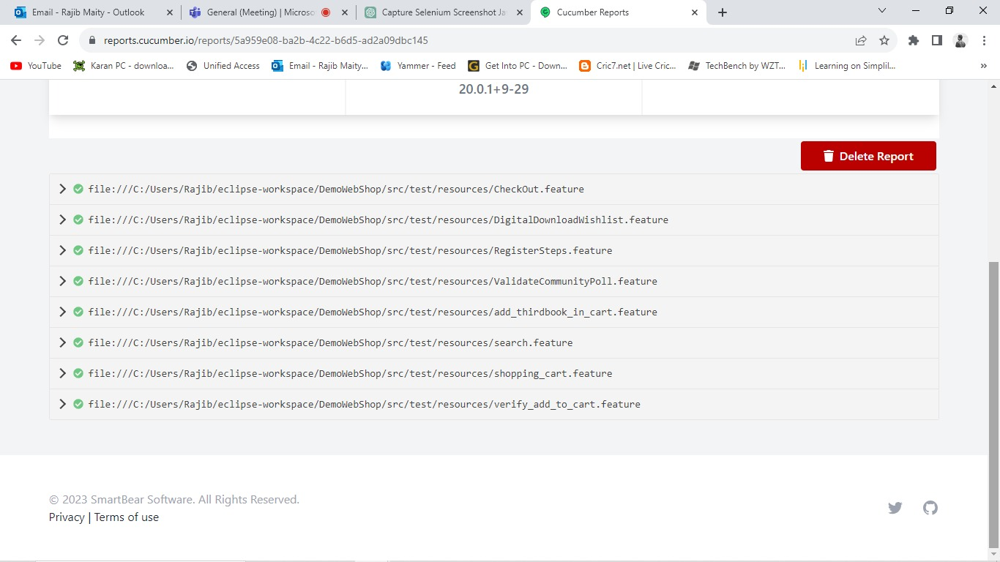 Email - Rajib Maity - Outlook
General (Meeting) | Microso
Capture Selenium Screenshot Ja
Cucumber Reports
reports.cucumber.io/reports/5a959e08-ba2b-4c22-b6d5-ad2a09dbc145
YouTube
Karan PC - downloa...
Unified Access
Email - Rajib Maity...
Yammer - Feed
Get Into PC - Down...
Cric7.net | Live Cric...
TechBench by WZT...
Learning on Simplil...
20.0.1+9-29
Delete Report
file:///C:/Users/Rajib/eclipse-workspace/DemoWebShop/src/test/resources/CheckOut.feature
file:///C:/Users/Rajib/eclipse-workspace/DemoWebShop/src/test/resources/DigitalDownloadWishlist.feature
file:///C:/Users/Rajib/eclipse-workspace/DemoWebShop/src/test/resources/RegisterSteps.feature
file:///C:/Users/Rajib/eclipse-workspace/DemoWebShop/src/test/resources/ValidateCommunityPoll.feature
file:///C:/Users/Rajib/eclipse-workspace/DemoWebShop/src/test/resources/add_thirdbook_in_cart.feature
file:///C:/Users/Rajib/eclipse-workspace/DemoWebShop/src/test/resources/search.feature
file:///C:/Users/Rajib/eclipse-workspace/DemoWebShop/src/test/resources/shopping_cart.feature
file:///C:/Users/Rajib/eclipse-workspace/DemoWebShop/src/test/resources/verify_add_to_cart.feature
© 2023 SmartBear Software. All Rights Reserved.
Privacy | Terms of use